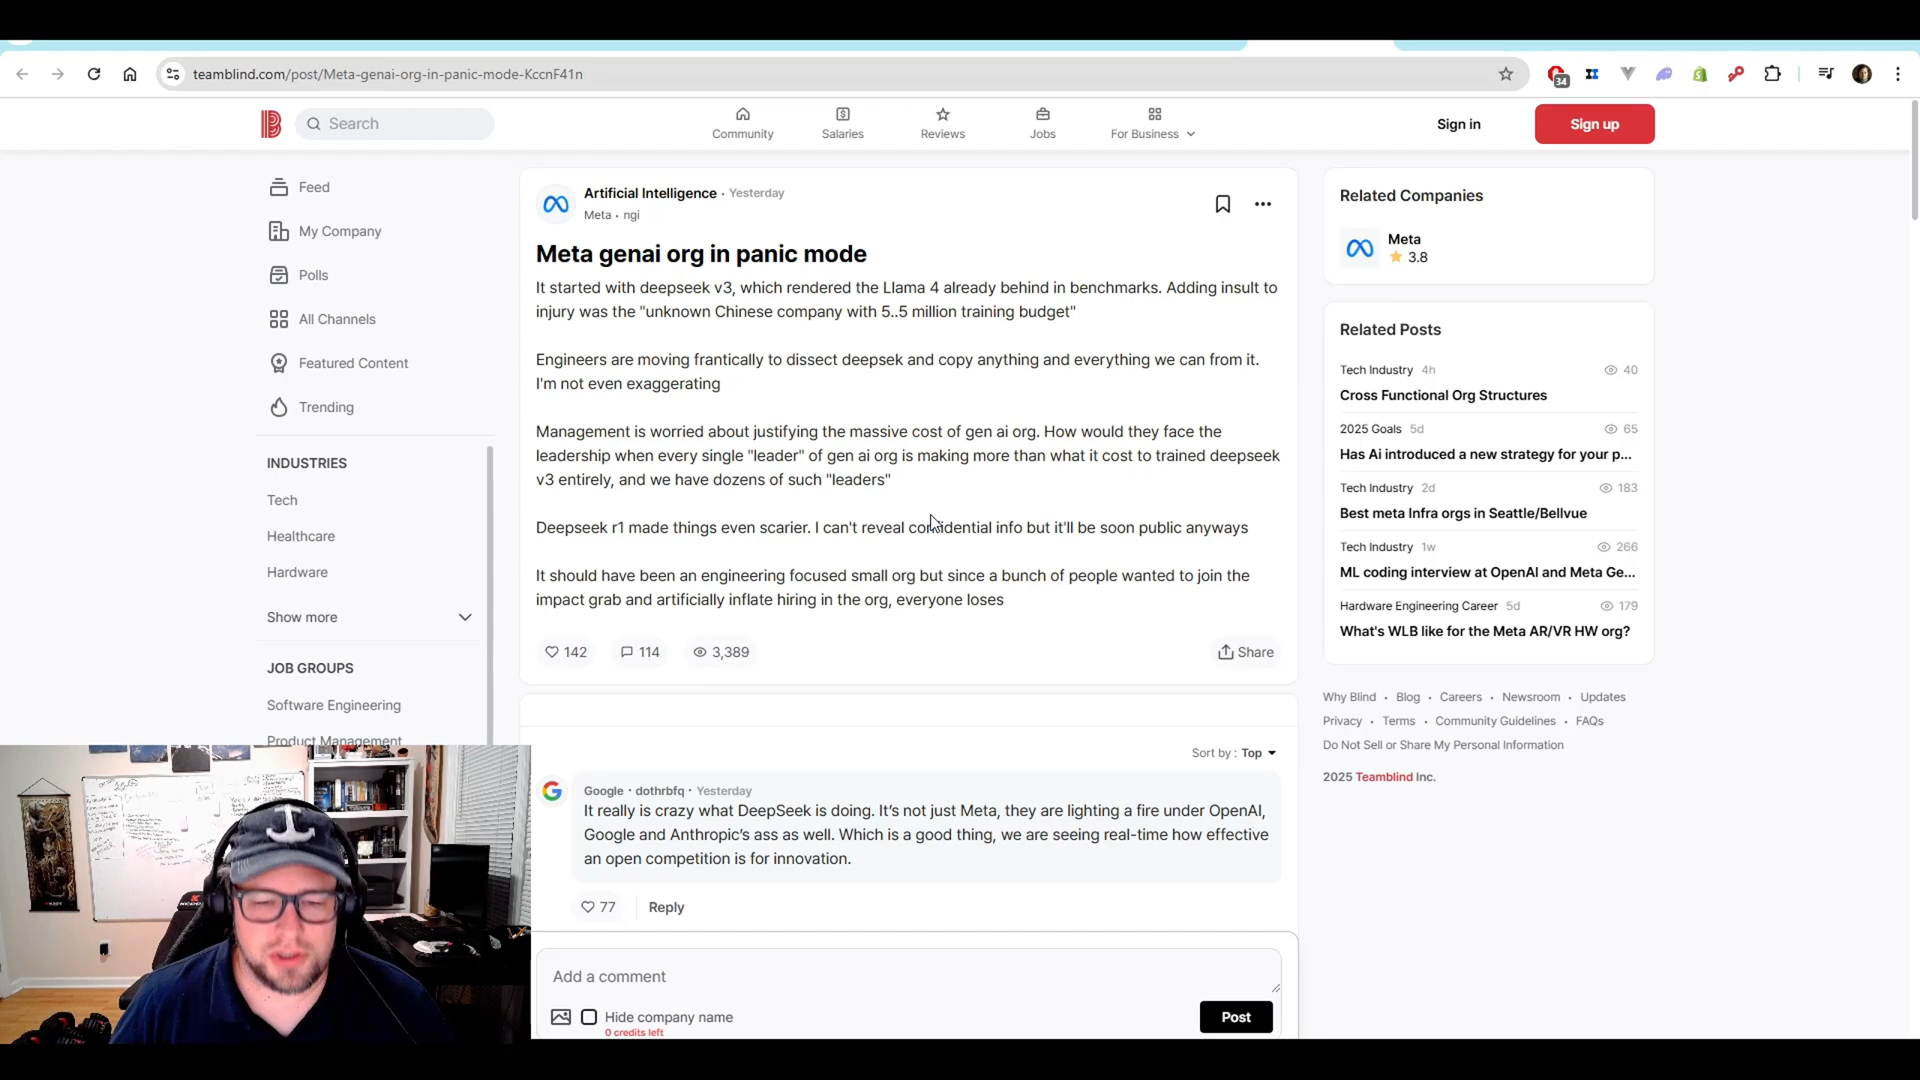 teamblind.com/post/Meta-genai-org-in-panic-mode-KccnF41n
34
Search
Community
Salaries
Reviews
Jobs
For Business
Sign in
Sign up
Feed
My Company
Polls
All Channels
Featured Content
Trending
INDUSTRIES
Tech
Healthcare
Hardware
Show more
JOB GROUPS
Software Engineering
Product Management
Artificial Intelligence · Yesterday
Meta · ngi
Meta genai org in panic mode
It started with deepseek v3, which rendered the Llama 4 already behind in benchmarks. Adding insult to
injury was the "unknown Chinese company with 5..5 million training budget"
Engineers are moving frantically to dissect deepsek and copy anything and everything we can from it.
I'm not even exaggerating
Management is worried about justifying the massive cost of gen ai org. How would they face the
leadership when every single "leader" of gen ai org is making more than what it cost to trained deepseek
v3 entirely, and we have dozens of such "leaders"
Deepseek r1 made things even scarier. I can't reveal confidential info but it'll be soon public anyways
It should have been an engineering focused small org but since a bunch of people wanted to join the
impact grab and artificially inflate hiring in the org, everyone loses
142
114
3,389
Share
Sort by : Top
Google · dothrbfq · Yesterday
It really is crazy what DeepSeek is doing. It's not just Meta, they are lighting a fire under OpenAI,
Google and Anthropic's ass as well. Which is a good thing, we are seeing real-time how effective
an open competition is for innovation.
77
Reply
Add a comment
Hide company name
0 credits left
Post
Related Companies
Meta
3.8
Related Posts
Tech Industry 4h 40
Cross Functional Org Structures
2025 Goals 5d 65
Has Ai introduced a new strategy for your p...
Tech Industry 2d 183
Best meta Infra orgs in Seattle/Bellvue
Tech Industry 1w 266
ML coding interview at OpenAI and Meta Ge...
Hardware Engineering Career 5d 179
What's WLB like for the Meta AR/VR HW org?
Why Blind · Blog · Careers · Newsroom · Updates
Privacy · Terms · Community Guidelines · FAQs
Do Not Sell or Share My Personal Information
2025 Teamblind Inc.